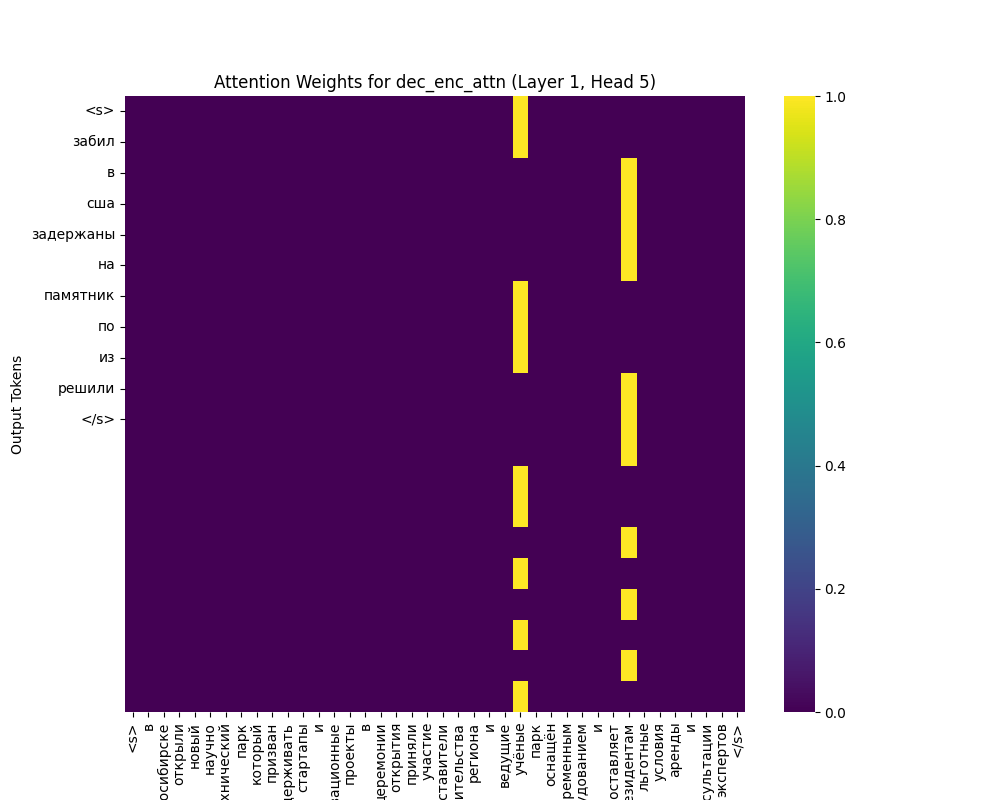 Attention Weights for dec_enc_attn (Layer 1, Head 5)
<s>
забил
в
сша
задержаны
на
памятник
по
из
решили
</s>
Output Tokens
1.0
0.8
0.6
0.4
0.2
0.0
<s>
в
осибирске
открыли
новый
научно
хнический
парк
который
призван
держивать
стартапы
и
зационные
проекты
в
церемонии
открытия
приняли
участие
ставители
ительства
региона
и
ведущие
учёные
парк
оснащён
ременным
удованием
и
оставляет
езидентам
льготные
условия
аренды
и
сультации
экспертов
</s>